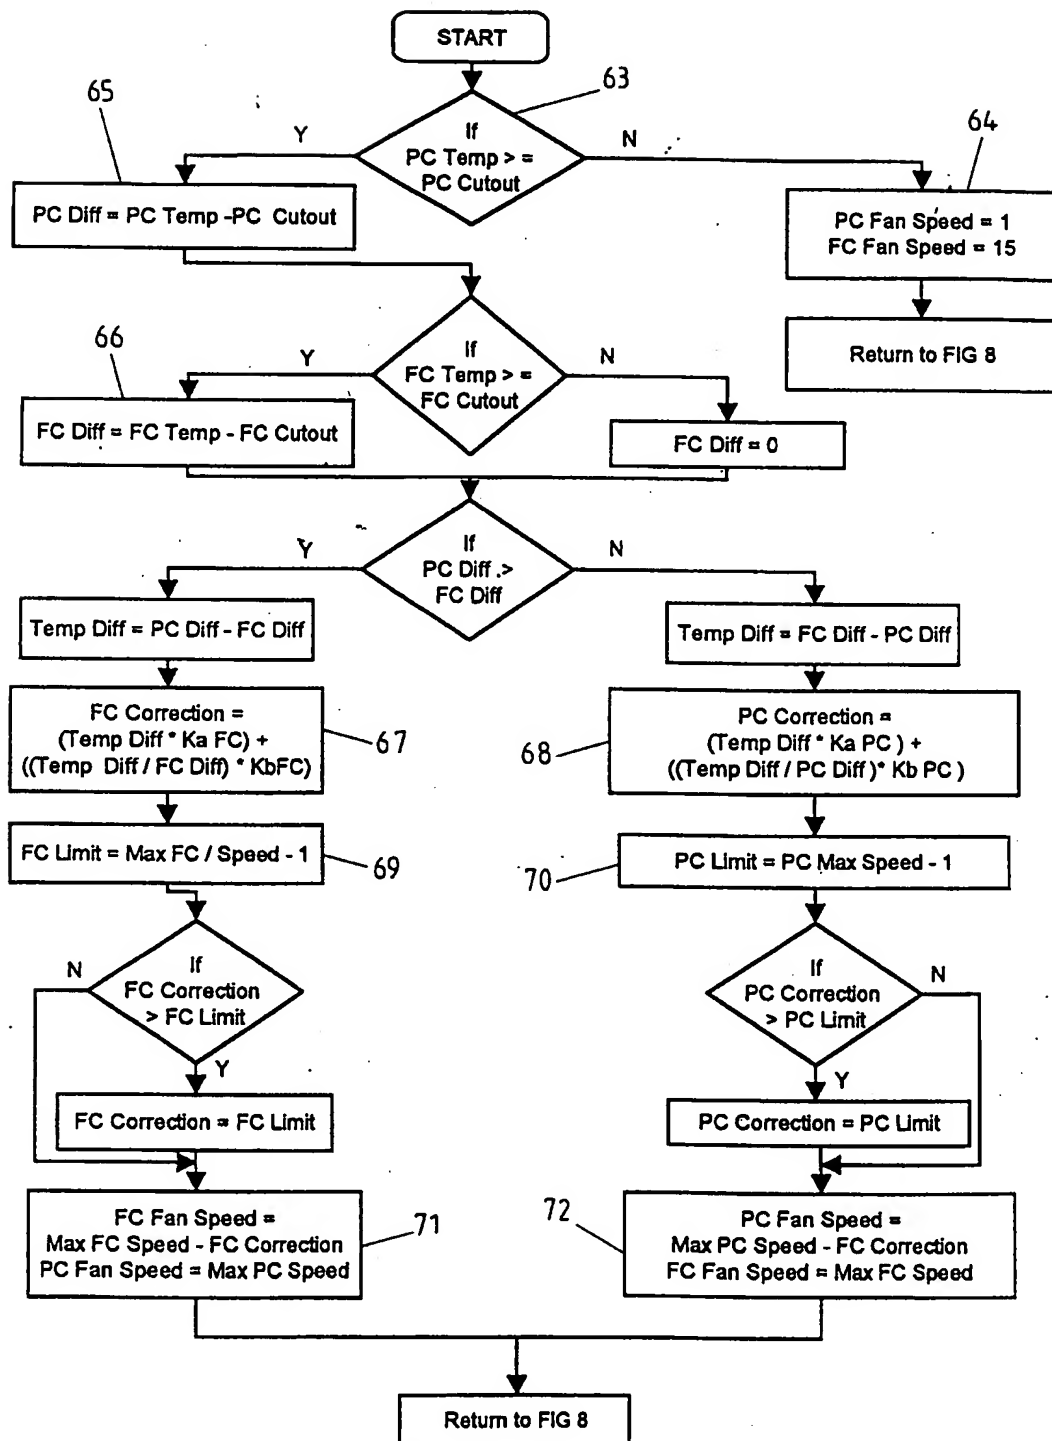 START
63
65
If
PC Temp > =
PC Cutout
Y
N
64
PC Diff = PC Temp -PC Cutout
PC Fan Speed = 1
FC Fan Speed = 15
66
If
FC Temp > =
FC Cutout
Y
N
Return to FIG 8
FC Diff = FC Temp - FC Cutout
FC Diff = 0
If
PC Diff >
FC Diff
Y
N
Temp Diff = PC Diff - FC Diff
Temp Diff = FC Diff - PC Diff
FC Correction =
(Temp Diff * Ka FC) +
((Temp Diff / FC Diff) * KbFC)
67
68
PC Correction =
(Temp Diff * Ka PC ) +
((Temp Diff / PC Diff )* Kb PC )
FC Limit = Max FC / Speed - 1
69
70
PC Limit = PC Max Speed - 1
N
If
FC Correction
> FC Limit
Y
If
PC Correction
> PC Limit
N
Y
FC Correction = FC Limit
PC Correction = PC Limit
FC Fan Speed =
Max FC Speed - FC Correction
PC Fan Speed = Max PC Speed
71
72
PC Fan Speed =
Max PC Speed - FC Correction
FC Fan Speed = Max FC Speed
Return to FIG 8